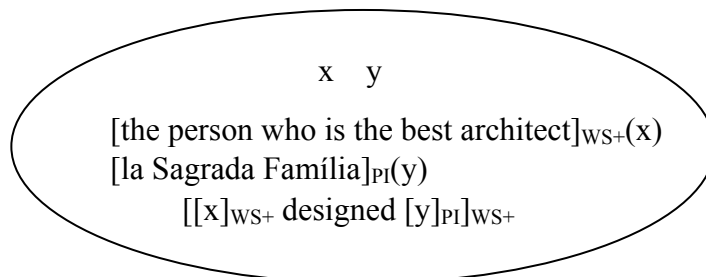 x y
[the person who is the best architect]WS+(x)
[la Sagrada Família]PI(y)
[[x]WS+ designed [y]PI]WS+